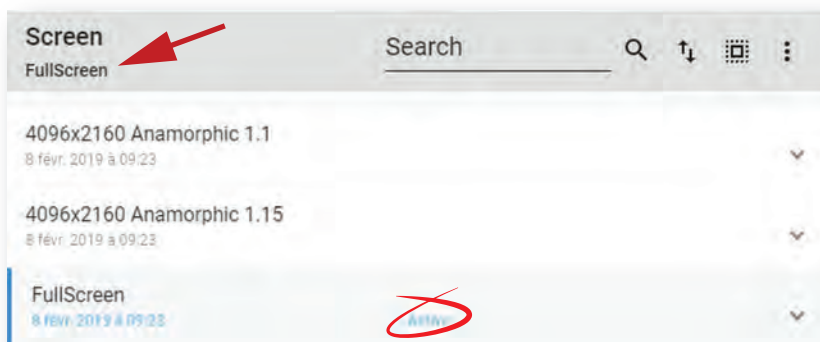 Screen
FullScreen
Search
4096x2160 Anamorphic 1.1
8 févr. 2019 à 09:23
4096x2160 Anamorphic 1.15
8 févr. 2019 à 09:23
FullScreen
8 févr. 2019 à 09:23
Active